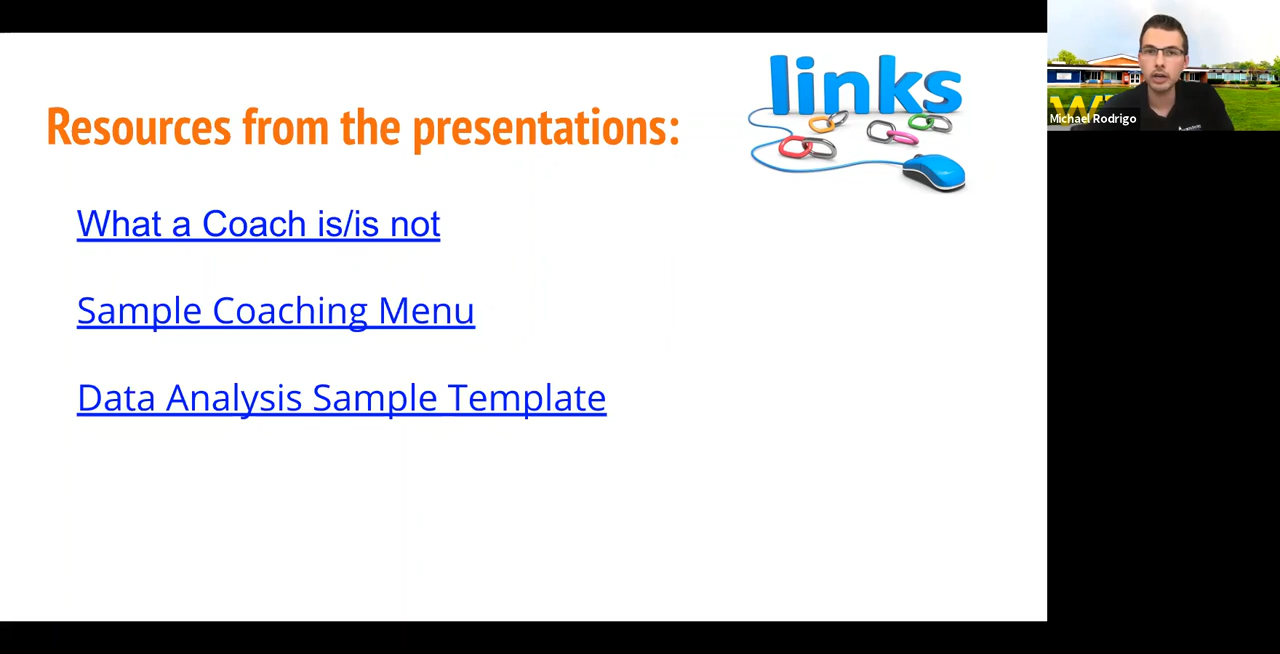 links
Resources from the presentations:
What a Coach is/is not
Sample Coaching Menu
Data Analysis Sample Template
Michael Rodrigo